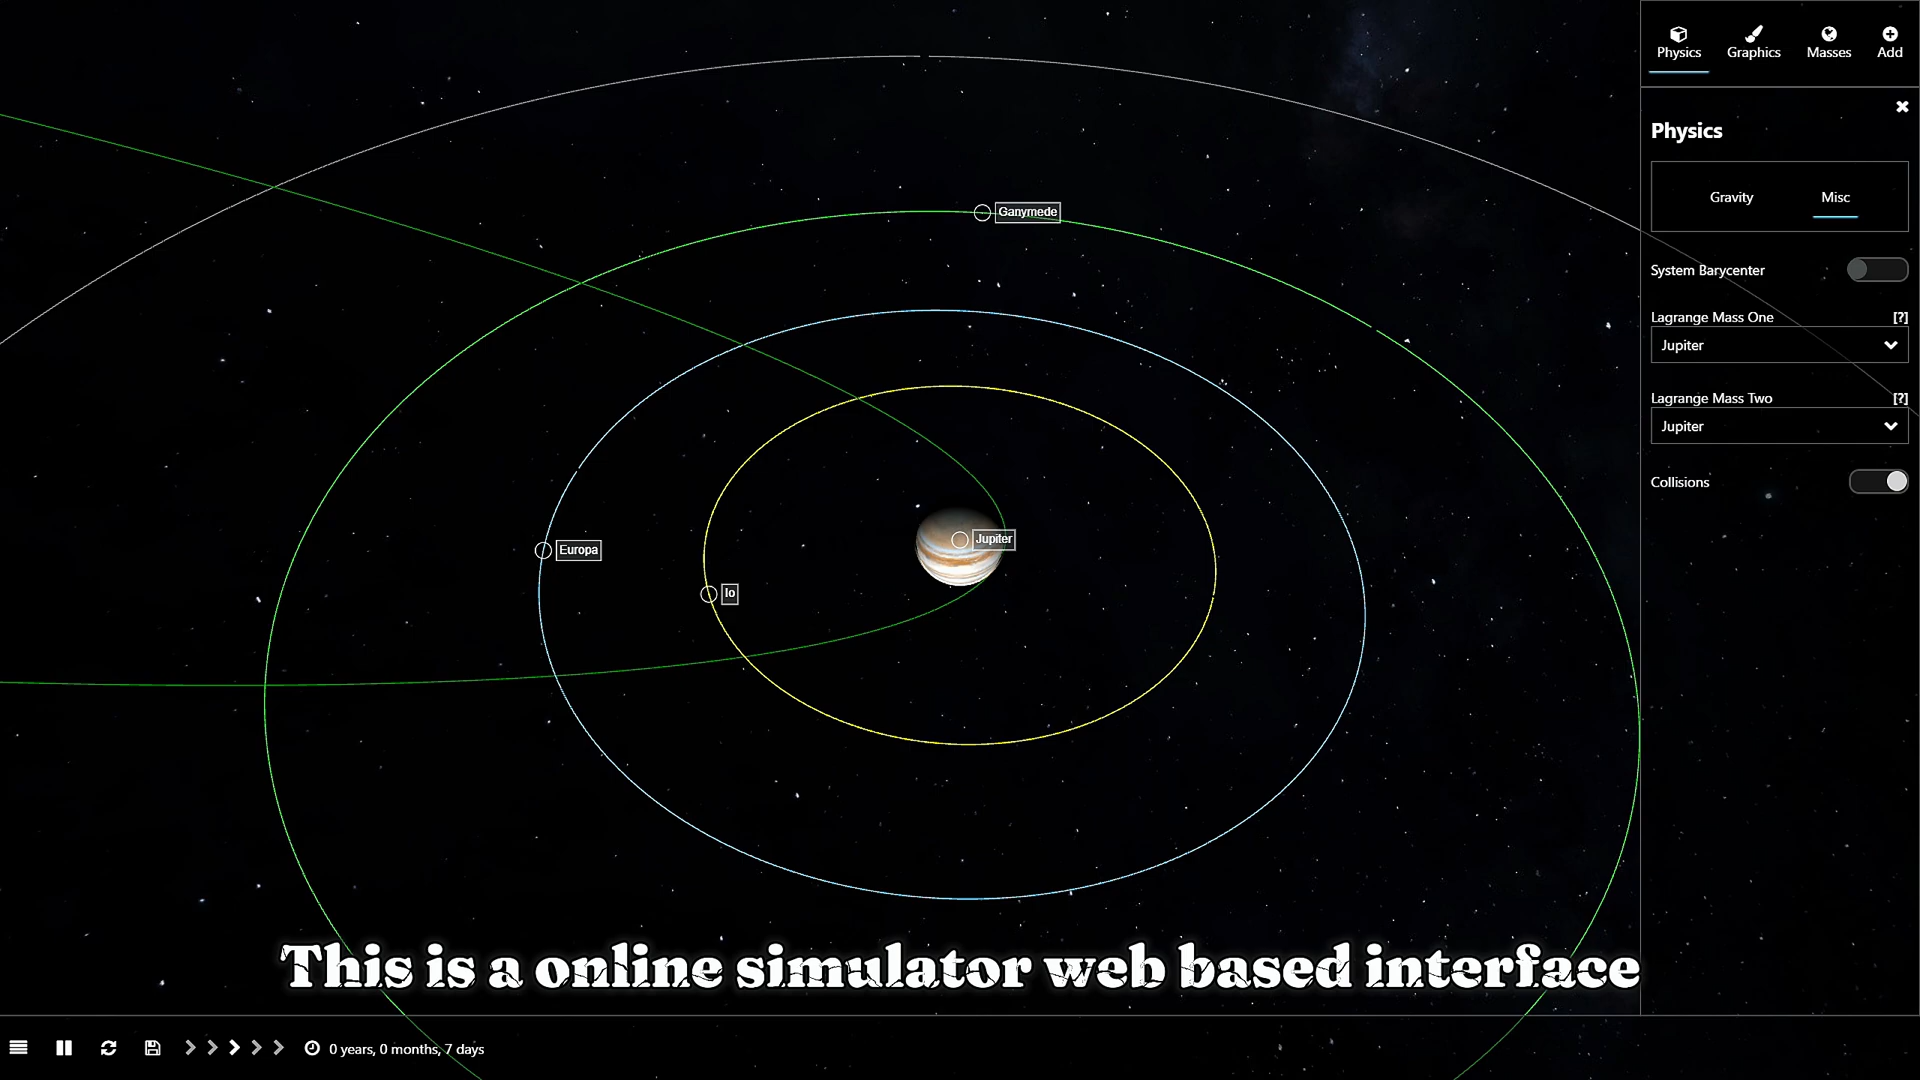 Physics
Graphics
Masses
Add
Physics
Gravity
Misc
System Barycenter
Lagrange Mass One [?]
Jupiter
Lagrange Mass Two [?]
Jupiter
Collisions
Ganymede
Jupiter
Europa
Io
This is a online simulator web based interface
0 years, 0 months, 7 days